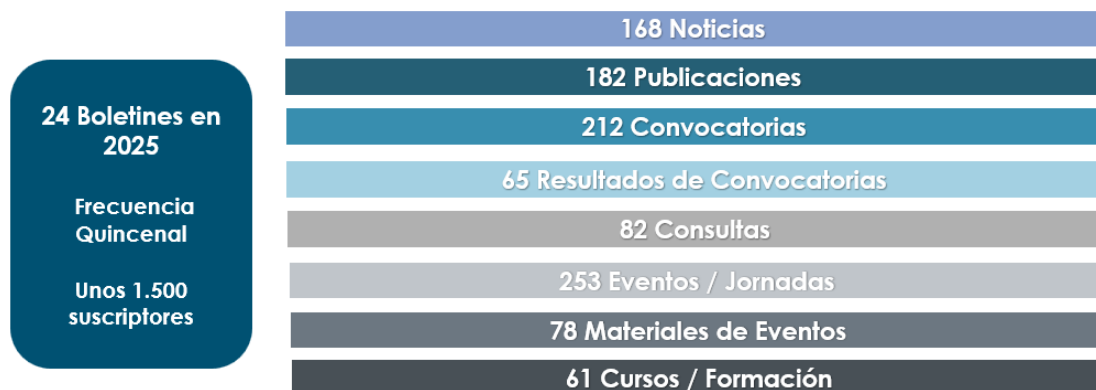 24 Boletines en
2025
Frecuencia
Quincenal
Unos 1.500
suscriptores
168 Noticias
182 Publicaciones
212 Convocatorias
65 Resultados de Convocatorias
82 Consultas
253 Eventos / Jornadas
78 Materiales de Eventos
61 Cursos / Formación